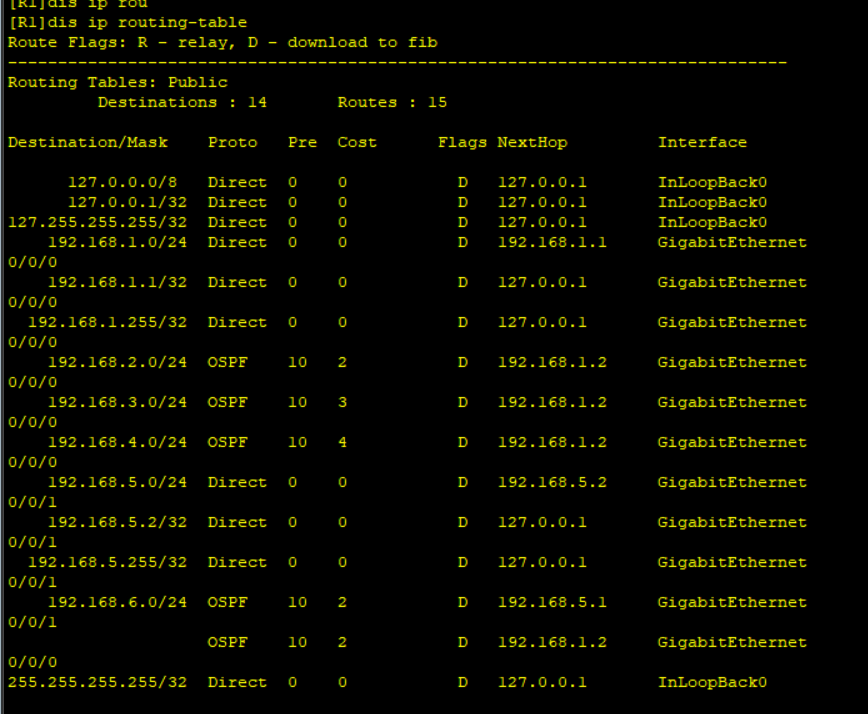 [R1]dis ip rou
[R1]dis ip routing-table
Route Flags: R - relay, D - download to fib
------------------------------------------------------------------------------
Routing Tables: Public
         Destinations : 14       Routes : 15

Destination/Mask    Proto   Pre  Cost      Flags NextHop         Interface

      127.0.0.0/8   Direct  0    0           D   127.0.0.1       InLoopBack0
      127.0.0.1/32  Direct  0    0           D   127.0.0.1       InLoopBack0
127.255.255.255/32  Direct  0    0           D   127.0.0.1       InLoopBack0
    192.168.1.0/24  Direct  0    0           D   192.168.1.1     GigabitEthernet
0/0/0
    192.168.1.1/32  Direct  0    0           D   127.0.0.1       GigabitEthernet
0/0/0
  192.168.1.255/32  Direct  0    0           D   127.0.0.1       GigabitEthernet
0/0/0
    192.168.2.0/24  OSPF    10   2           D   192.168.1.2     GigabitEthernet
0/0/0
    192.168.3.0/24  OSPF    10   3           D   192.168.1.2     GigabitEthernet
0/0/0
    192.168.4.0/24  OSPF    10   4           D   192.168.1.2     GigabitEthernet
0/0/0
    192.168.5.0/24  Direct  0    0           D   192.168.5.2     GigabitEthernet
0/0/1
    192.168.5.2/32  Direct  0    0           D   127.0.0.1       GigabitEthernet
0/0/1
  192.168.5.255/32  Direct  0    0           D   127.0.0.1       GigabitEthernet
0/0/1
    192.168.6.0/24  OSPF    10   2           D   192.168.5.1     GigabitEthernet
0/0/1
                    OSPF    10   2           D   192.168.1.2     GigabitEthernet
0/0/0
255.255.255.255/32  Direct  0    0           D   127.0.0.1       InLoopBack0